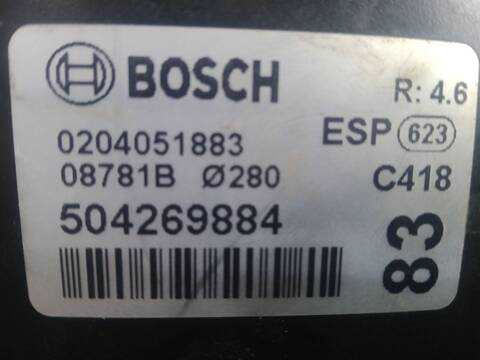 BOSCH
R: 4.6
0204051883
ESP 623
08781B Ø280
C418
504269884
83